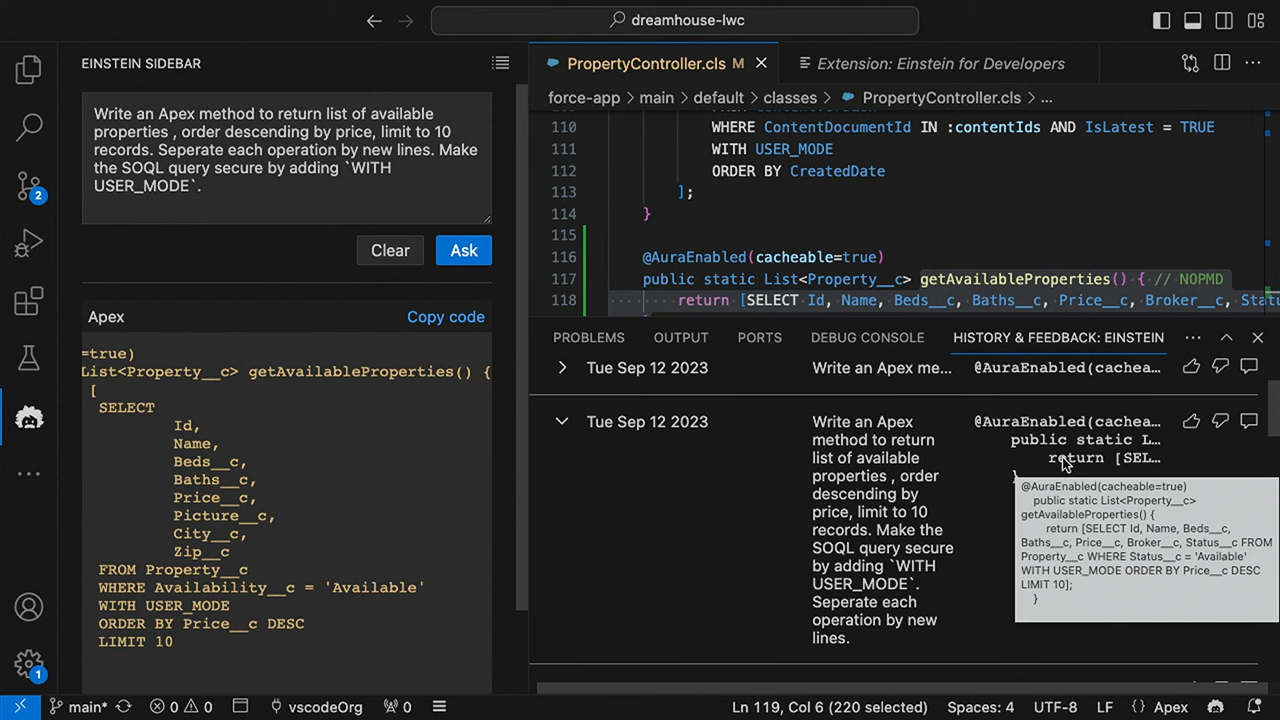 dreamhouse-lwc
EINSTEIN SIDEBAR
Write an Apex method to return list of available
properties , order descending by price, limit to 10
records. Seperate each operation by new lines. Make
the SOQL query secure by adding `WITH
USER_MODE`.
Clear
Ask
Apex
Copy code
=true)
List<Property__c> getAvailableProperties() {
[
SELECT
Id,
Name,
Beds__c,
Baths__c,
Price__c,
Picture__c,
City__c,
Zip__c
FROM Property__c
WHERE Availability__c = 'Available'
WITH USER_MODE
ORDER BY Price__c DESC
LIMIT 10
2
1
PropertyController.cls M
Extension: Einstein for Developers
force-app > main > default > classes > PropertyController.cls > ...
110
WHERE ContentDocumentId IN :contentIds AND IsLatest = TRUE
111 WITH USER_MODE
112 ORDER BY CreatedDate
113 ];
114 }
115
116 @AuraEnabled(cacheable=true)
117 public static List<Property__c> getAvailableProperties() { // NOPMD
118 return [SELECT Id, Name, Beds__c, Baths__c, Price__c, Broker__c, Statu
PROBLEMS OUTPUT PORTS DEBUG CONSOLE HISTORY & FEEDBACK: EINSTEIN
Tue Sep 12 2023 Write an Apex me... @AuraEnabled(cachea...
Tue Sep 12 2023
Write an Apex
method to return
list of available
properties , order
descending by
price, limit to 10
records. Make the
SOQL query secure
by adding `WITH
USER_MODE`.
Seperate each
operation by new
lines.
@AuraEnabled(cachea...
public static L...
return [SEL...
}
@AuraEnabled(cacheable=true)
public static List<Property__c>
getAvailableProperties() {
return [SELECT Id, Name, Beds__c,
Baths__c, Price__c, Broker__c, Status__c FROM
Property__c WHERE Status__c = 'Available'
WITH USER_MODE ORDER BY Price__c DESC
LIMIT 10];
}
main* 0 0 vscodeOrg 0 Ln 119, Col 6 (220 selected) Spaces: 4 UTF-8 LF {} Apex